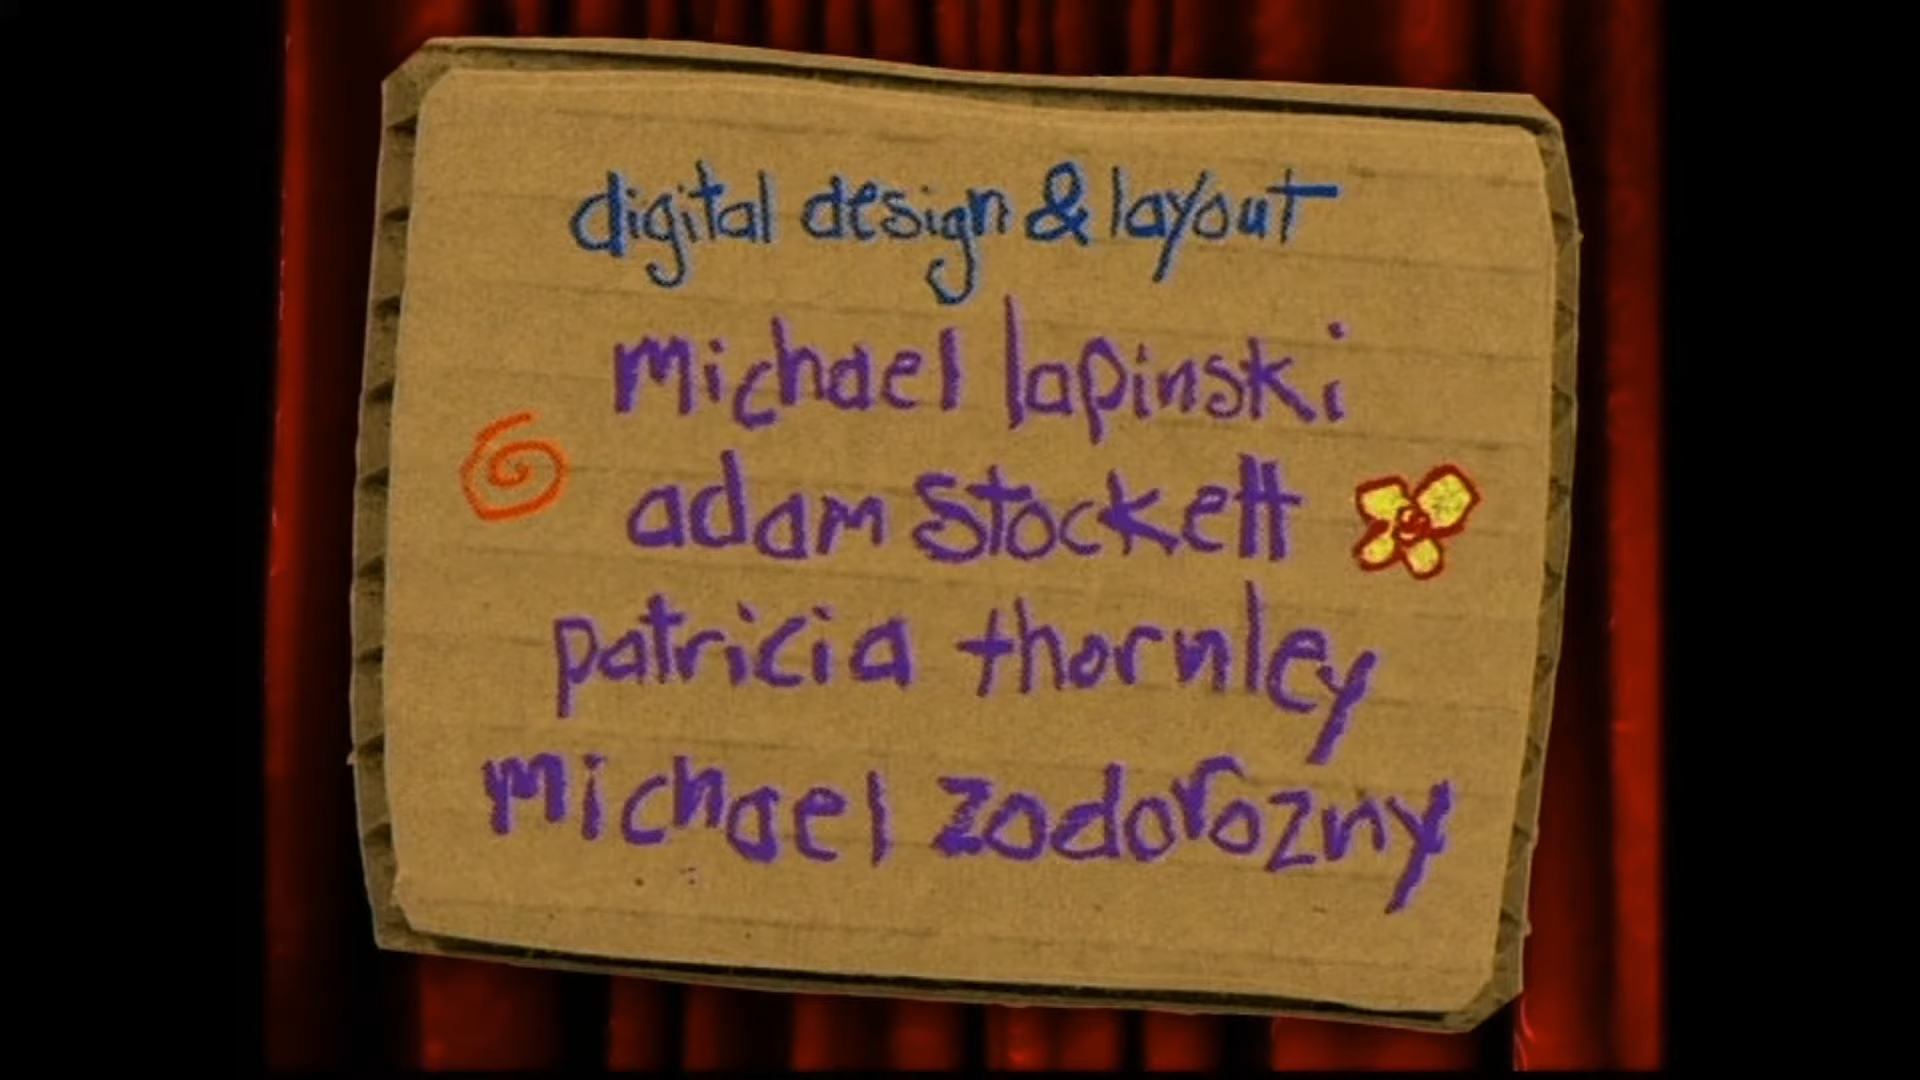 digital design & layout
michael lapinski
adam stockett
patricia thornley
michael zodorozny